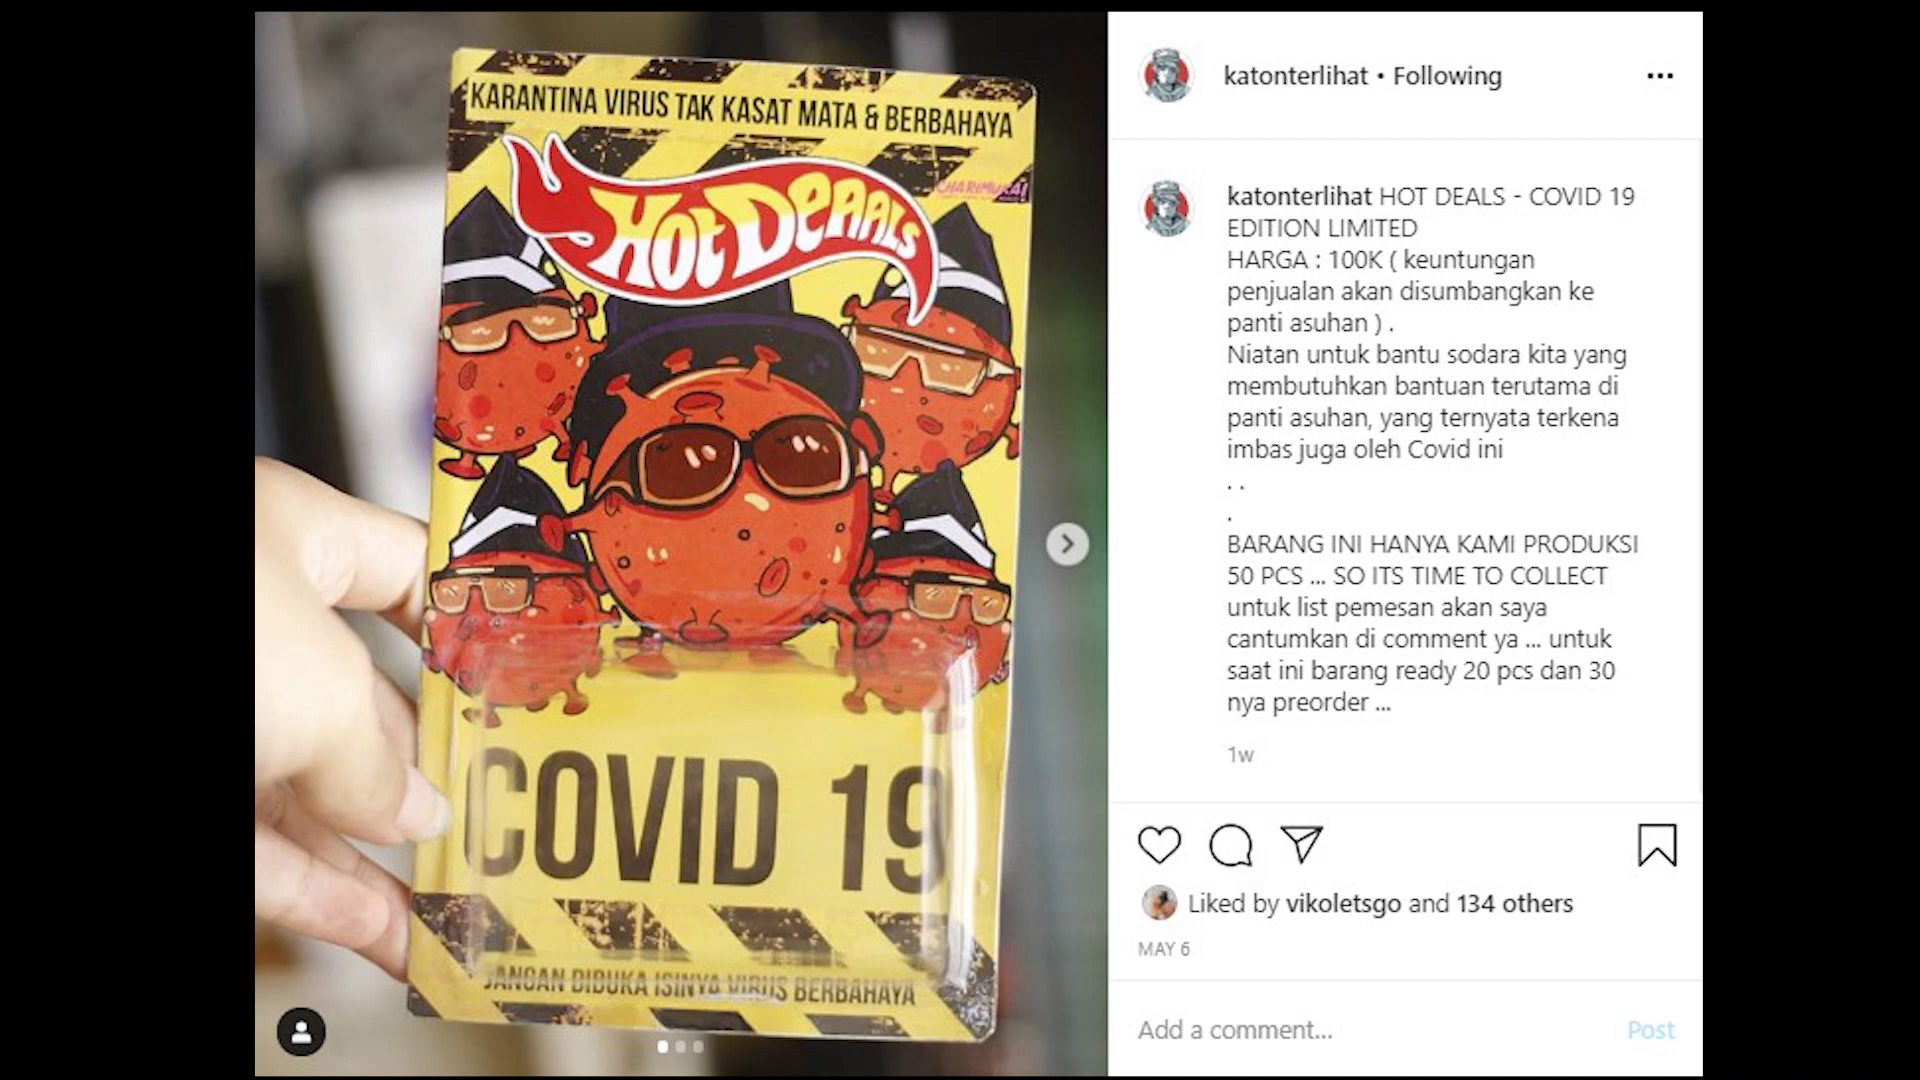 KARANTINA VIRUS TAK KASAT MATA & BERBAHAYA
HOT DEAAALS
CHARIMUKA!
COVID 19
JANGAN DIBUKA ISINYA VIRUS BERBAHAYA
katonterlihat • Following
katonterlihat HOT DEALS - COVID 19
EDITION LIMITED
HARGA : 100K ( keuntungan
penjualan akan disumbangkan ke
panti asuhan ) .
Niatan untuk bantu sodara kita yang
membutuhkan bantuan terutama di
panti asuhan, yang ternyata terkena
imbas juga oleh Covid ini
. .
.
BARANG INI HANYA KAMI PRODUKSI
50 PCS ... SO ITS TIME TO COLLECT
untuk list pemesan akan saya
cantumkan di comment ya ... untuk
saat ini barang ready 20 pcs dan 30
nya preorder ...
1w
Liked by vikoletsgo and 134 others
MAY 6
Add a comment...
Post